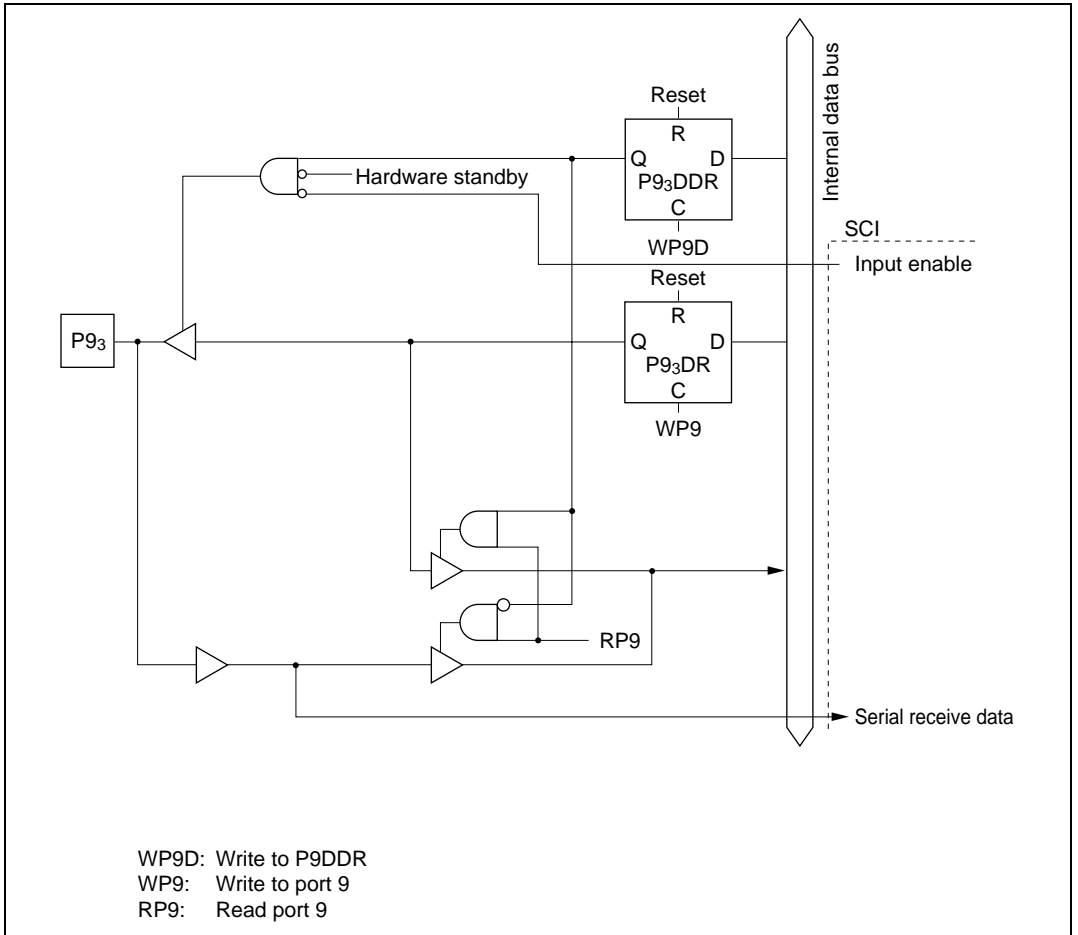 Internal data bus
Reset
R
Q D
P9₃DDR
C
WP9D
Hardware standby
SCI
Input enable
Reset
R
Q D
P9₃DR
C
WP9
P9₃
RP9
Serial receive data
WP9D: Write to P9DDR
WP9: Write to port 9
RP9: Read port 9